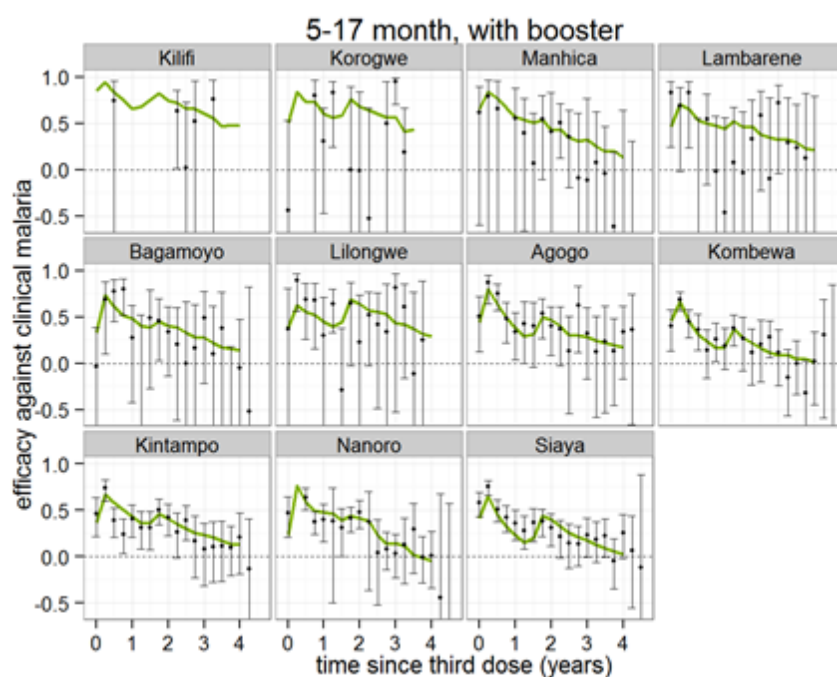 5-17 month, with booster
Kilifi
Korogwe
Manhica
Lambarene
1.0
0.5
0.0
-0.5
Bagamoyo
Lilongwe
Agogo
Kombewa
1.0
0.5
0.0
-0.5
Kintampo
Nanoro
Siaya
1.0
0.5
0.0
-0.5
0 1 2 3 4
0 1 2 3 4
0 1 2 3 4
efficacy against clinical malaria
time since third dose (years)